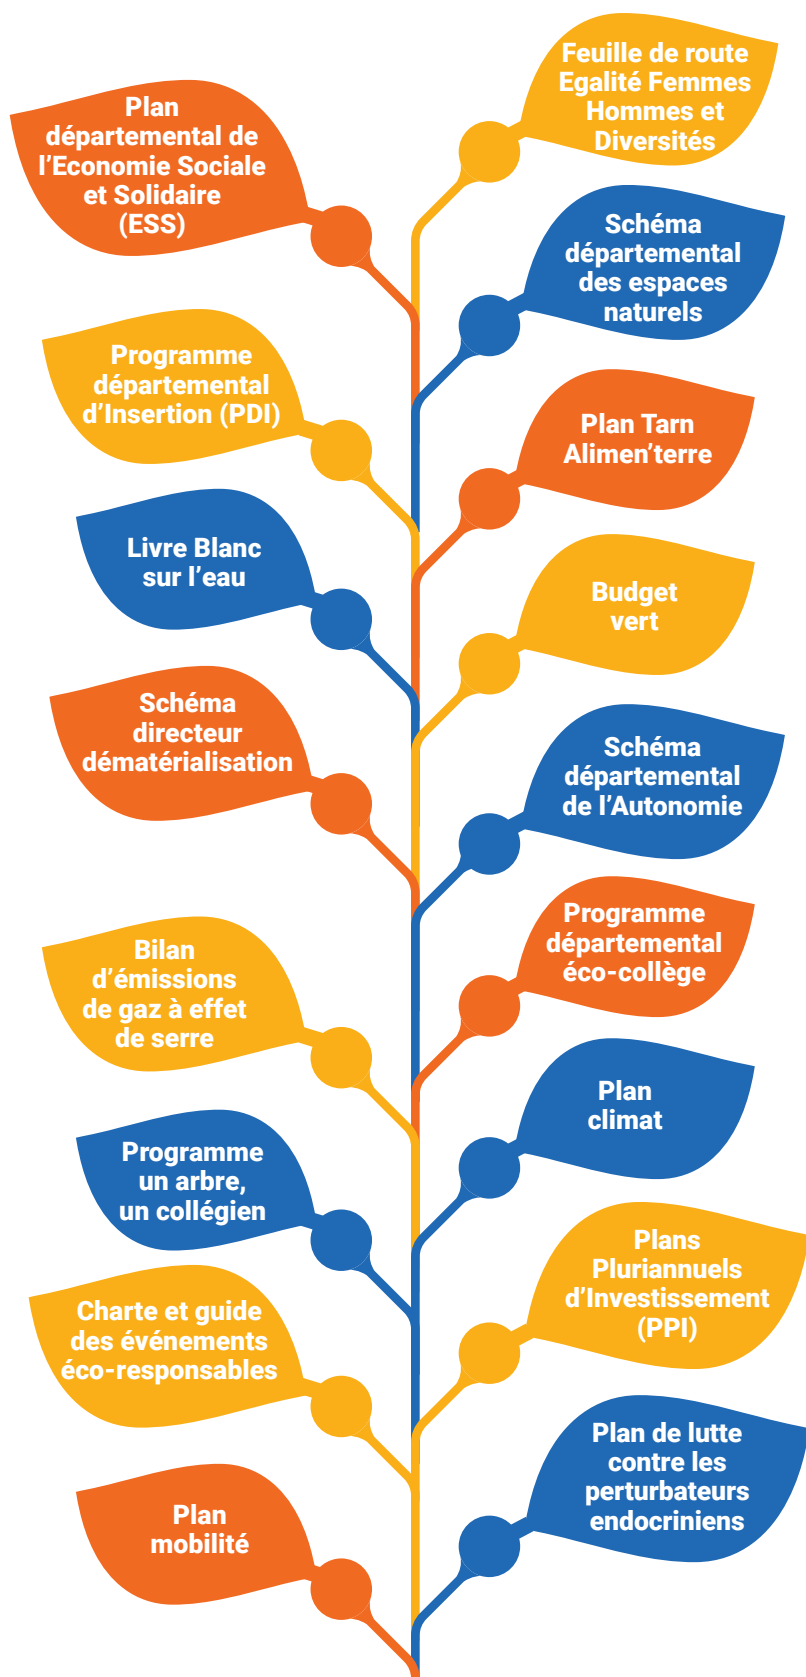 Feuille de route
Egalité Femmes
Hommes et
Diversités
Plan
départemental de
l'Economie Sociale
et Solidaire
(ESS)
Schéma
départemental
des espaces
naturels
Programme
départemental
d'Insertion (PDI)
Plan Tarn
Alimen'terre
Livre Blanc
sur l'eau
Budget
vert
Schéma
directeur
dématérialisation
Schéma
départemental
de l'Autonomie
Programme
départemental
éco-collège
Bilan
d'émissions
de gaz à effet
de serre
Plan
climat
Programme
un arbre,
un collégien
Plans
Pluriannuels
d'Investissement
(PPI)
Charte et guide
des événements
éco-responsables
Plan de lutte
contre les
perturbateurs
endocriniens
Plan
mobilité